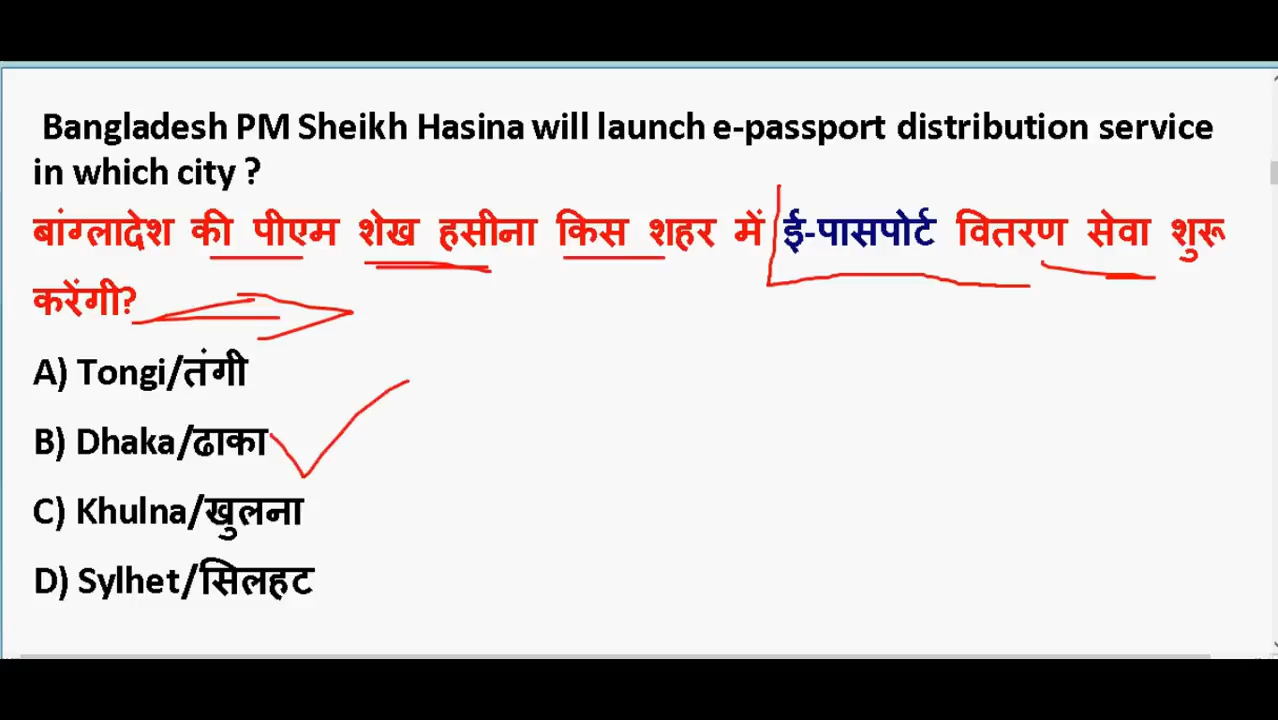 Bangladesh PM Sheikh Hasina will launch e-passport distribution service
in which city ?
बांग्लादेश की पीएम शेख हसीना किस शहर में ई-पासपोर्ट वितरण सेवा शुरू
करेंगी?
A) Tongi/तंगी
B) Dhaka/ढाका
C) Khulna/खुलना
D) Sylhet/सिलहट